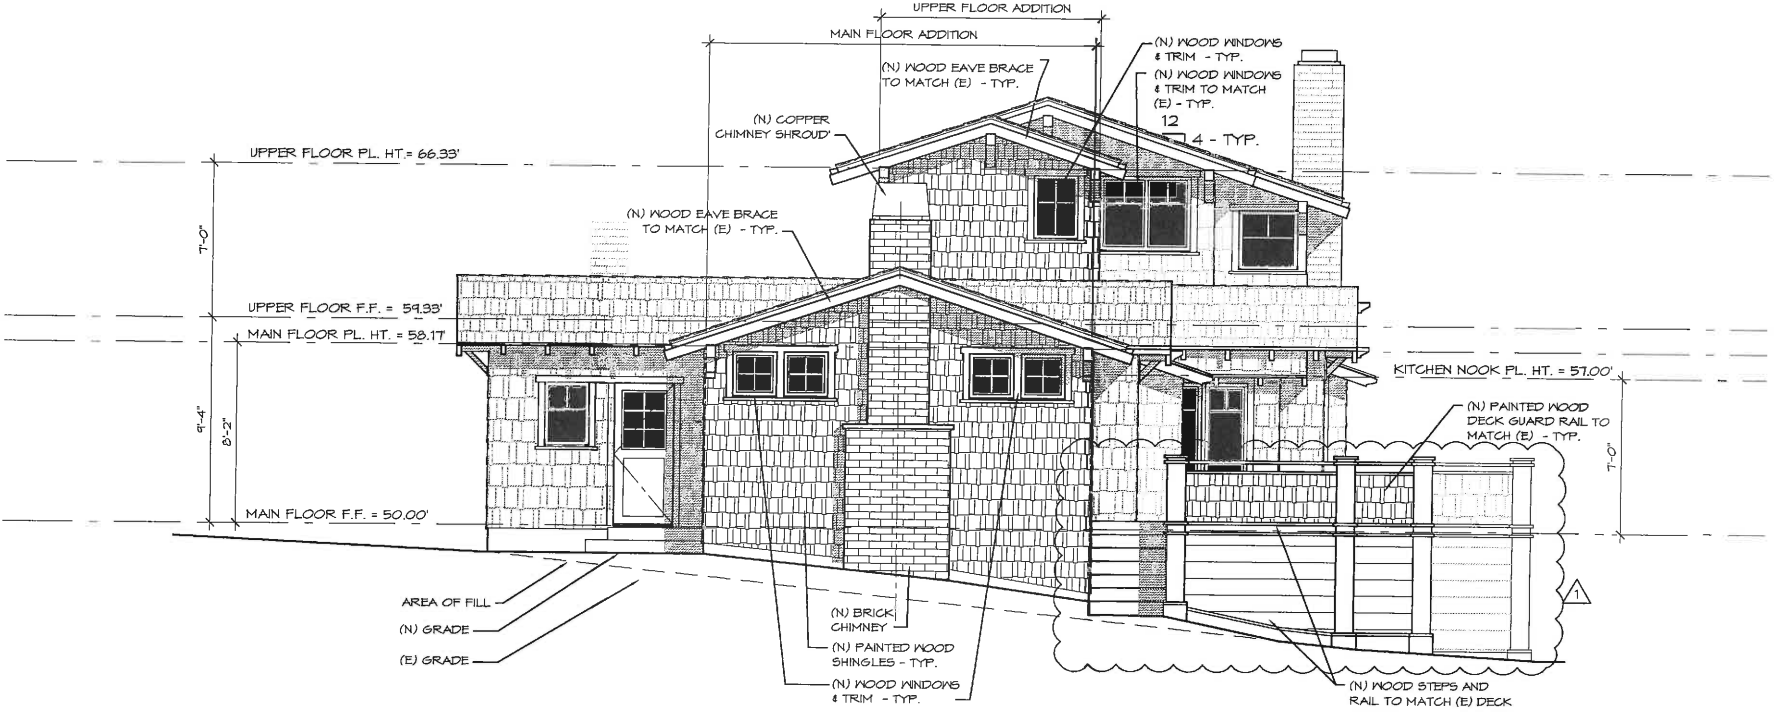 UPPER FLOOR ADDITION
MAIN FLOOR ADDITION
(N) WOOD WINDOWS
& TRIM - TYP.
(N) WOOD EAVE BRACE
TO MATCH (E) - TYP.
(N) WOOD WINDOWS
& TRIM TO MATCH
(E) - TYP.
12
4 - TYP.
(N) COPPER
CHIMNEY SHROUD
UPPER FLOOR PL. HT.= 66.33'
(N) WOOD EAVE BRACE
TO MATCH (E) - TYP.
7'-0"
UPPER FLOOR F.F. = 59.33'
MAIN FLOOR PL. HT. = 58.17'
KITCHEN NOOK PL. HT. = 57.00'
(N) PAINTED WOOD
DECK GUARD RAIL TO
MATCH (E) - TYP.
9'-4"
8'-2"
7'-0"
MAIN FLOOR F.F. = 50.00'
AREA OF FILL
(N) GRADE
(E) GRADE
(N) BRICK
CHIMNEY
(N) PAINTED WOOD
SHINGLES - TYP.
(N) WOOD WINDOWS
& TRIM - TYP.
1
(N) WOOD STEPS AND
RAIL TO MATCH (E) DECK